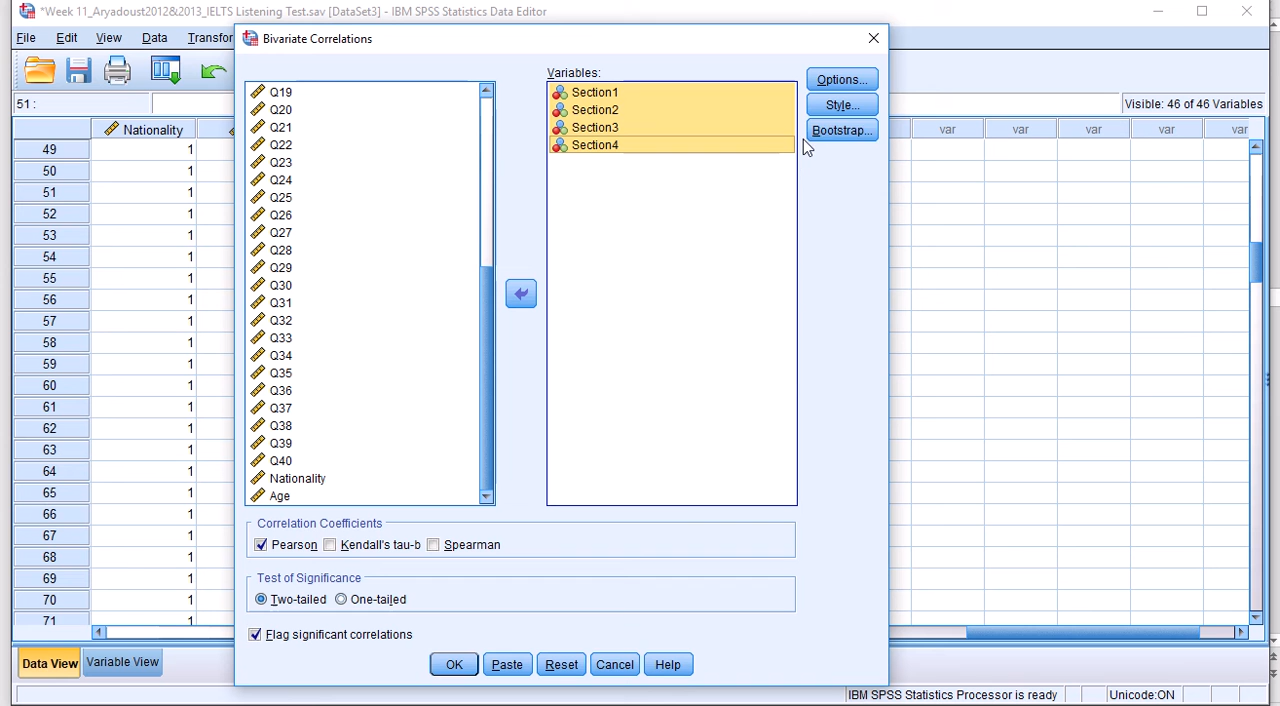 *Week 11_Aryadoust2012&2013_IELTS Listening Test.sav [DataSet3] - IBM SPSS Statistics Data Editor
File Edit View Data Transfor
Bivariate Correlations
Variables:
Q19
Q20
Q21
Q22
Q23
Q24
Q25
Q26
Q27
Q28
Q29
Q30
Q31
Q32
Q33
Q34
Q35
Q36
Q37
Q38
Q39
Q40
Nationality
Age
Section1
Section2
Section3
Section4
Options...
Style...
Bootstrap...
Correlation Coefficients
Pearson Kendall's tau-b Spearman
Test of Significance
Two-tailed One-tailed
Flag significant correlations
OK Paste Reset Cancel Help
51 :
Visible: 46 of 46 Variables
Nationality var var var var var
49 1
50 1
51 1
52 1
53 1
54 1
55 1
56 1
57 1
58 1
59 1
60 1
61 1
62 1
63 1
64 1
65 1
66 1
67 1
68 1
69 1
70 1
71 1
Data View Variable View
IBM SPSS Statistics Processor is ready Unicode:ON